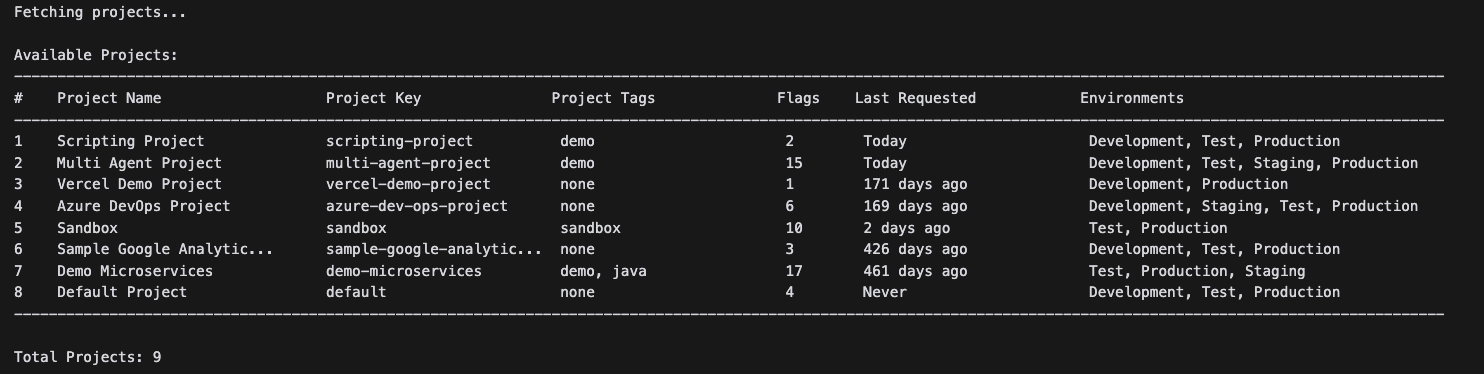 Fetching projects...
Available Projects:
# Project Name Project Key Project Tags Flags Last Requested Environments
1 Scripting Project scripting-project demo 2 Today Development, Test, Production
2 Multi Agent Project multi-agent-project demo 15 Today Development, Test, Staging, Production
3 Vercel Demo Project vercel-demo-project none 1 171 days ago Development, Production
4 Azure DevOps Project azure-dev-ops-project none 6 169 days ago Development, Staging, Test, Production
5 Sandbox sandbox sandbox 10 2 days ago Test, Production
6 Sample Google Analytic... sample-google-analytic... none 3 426 days ago Development, Test, Production
7 Demo Microservices demo-microservices demo, java 17 461 days ago Test, Production, Staging
8 Default Project default none 4 Never Development, Test, Production
Total Projects: 9